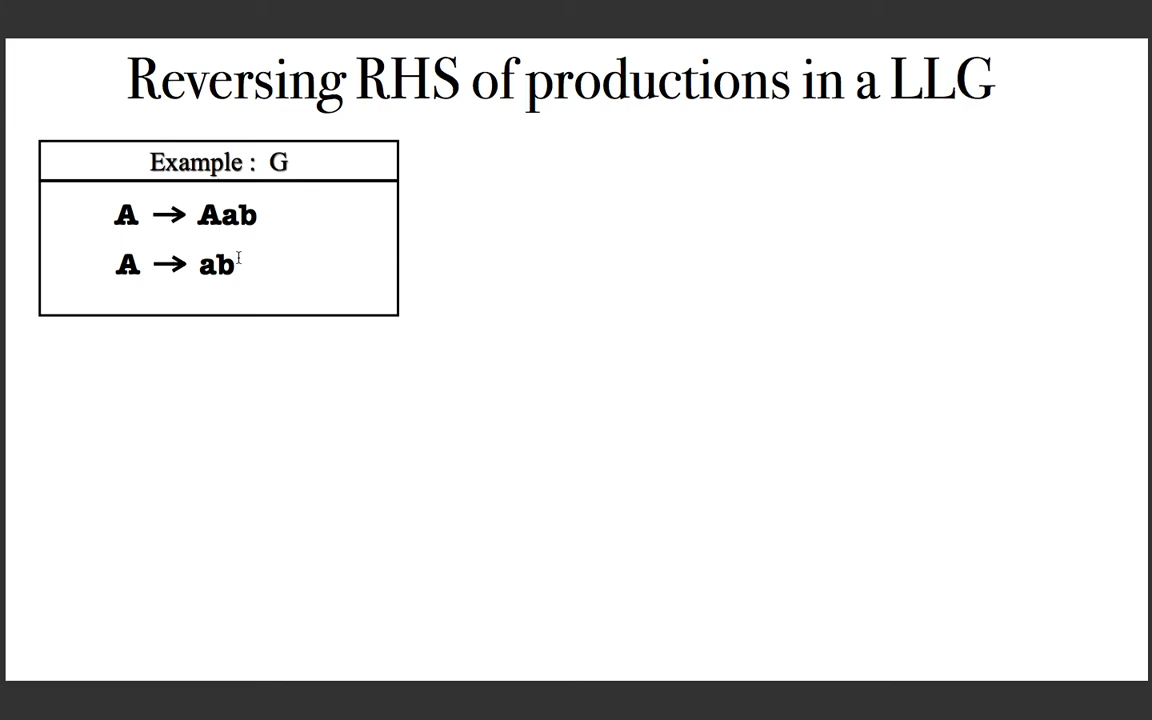 Reversing RHS of productions in a LLG
Example : G
A → Aab
A → ab